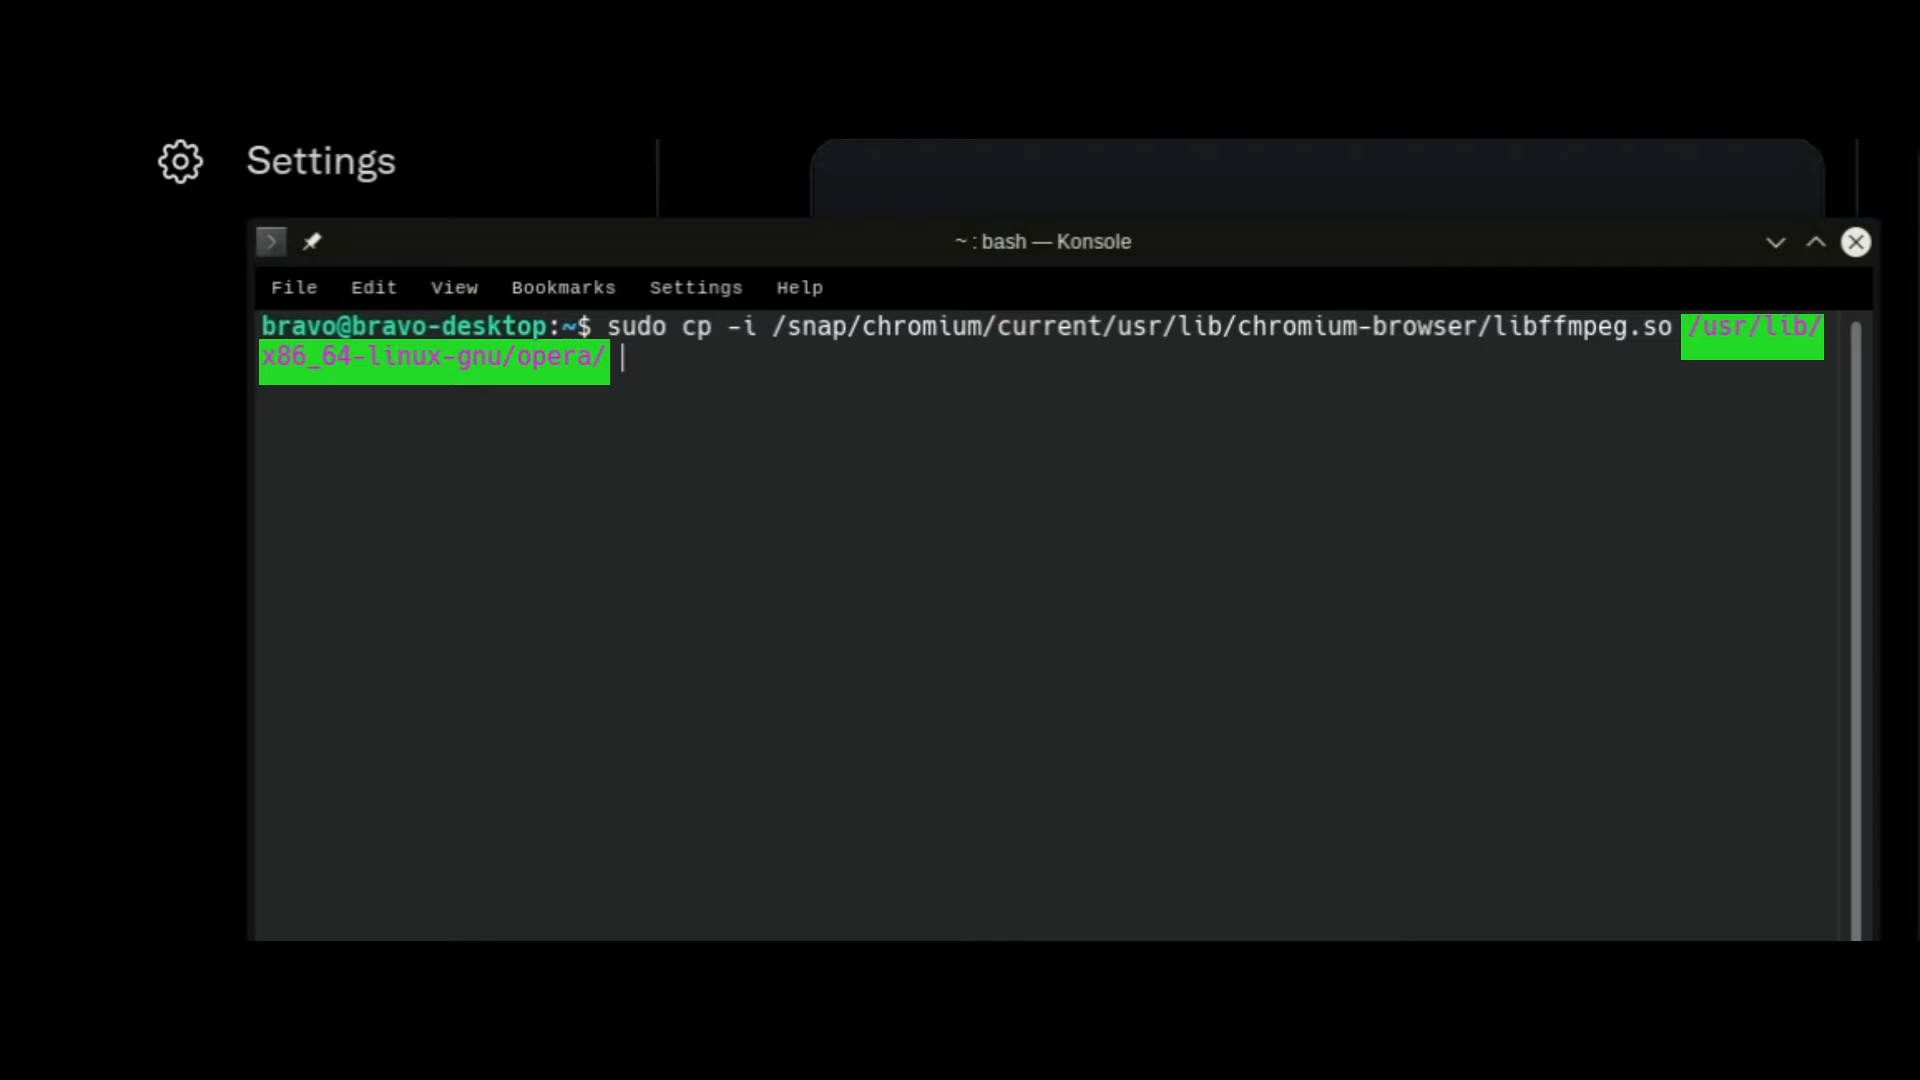 Settings
~ : bash — Konsole
File Edit View Bookmarks Settings Help
bravo@bravo-desktop:~$ sudo cp -i /snap/chromium/current/usr/lib/chromium-browser/libffmpeg.so /usr/lib/
x86_64-linux-gnu/opera/